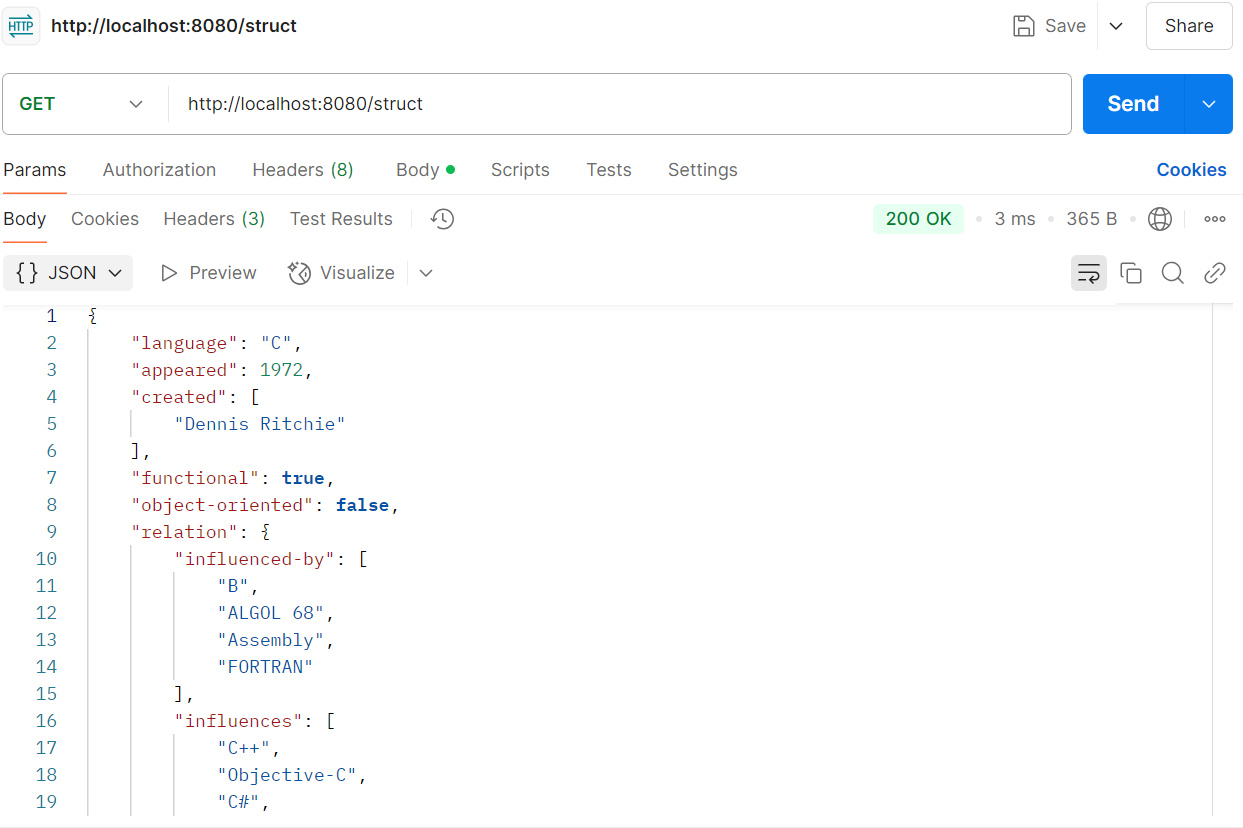 HTTP http://localhost:8080/struct Save Share
GET http://localhost:8080/struct Send
Params Authorization Headers (8) Body Scripts Tests Settings Cookies
Body Cookies Headers (3) Test Results 200 OK 3 ms 365 B
{} JSON Preview Visualize
1 {
2 "language": "C",
3 "appeared": 1972,
4 "created": [
5 "Dennis Ritchie"
6 ],
7 "functional": true,
8 "object-oriented": false,
9 "relation": {
10 "influenced-by": [
11 "B",
12 "ALGOL 68",
13 "Assembly",
14 "FORTRAN"
15 ],
16 "influences": [
17 "C++",
18 "Objective-C",
19 "C#",